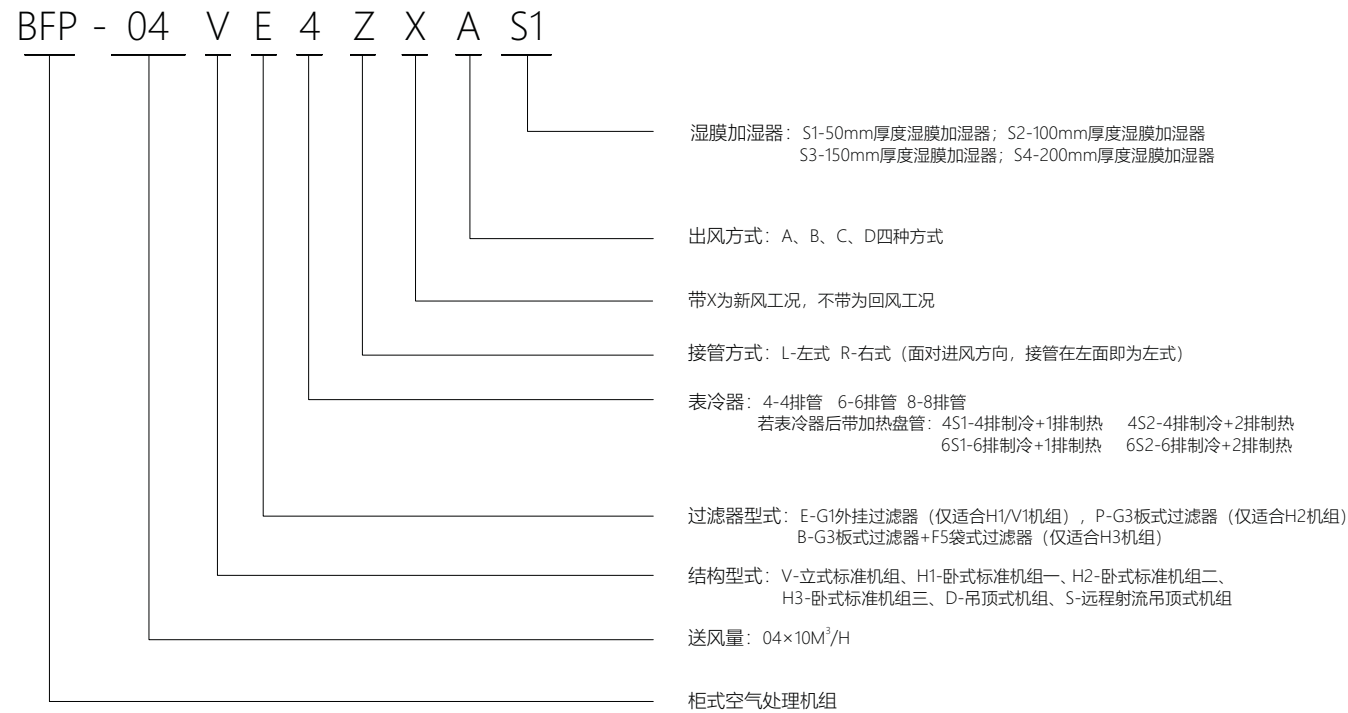 BFP - 04 V E 4 Z X A S1
湿膜加湿器：S1-50mm厚度湿膜加湿器；S2-100mm厚度湿膜加湿器
S3-150mm厚度湿膜加湿器；S4-200mm厚度湿膜加湿器
出风方式：A、B、C、D四种方式
带X为新风工况，不带为回风工况
接管方式：L-左式 R-右式（面对进风方向，接管在左面即为左式）
表冷器：4-4排管 6-6排管 8-8排管
若表冷器后带加热盘管：4S1-4排制冷+1排制热 4S2-4排制冷+2排制热
6S1-6排制冷+1排制热 6S2-6排制冷+2排制热
过滤器型式：E-G1外挂过滤器（仅适合H1/V1机组），P-G3板式过滤器（仅适合H2机组）
B-G3板式过滤器+F5袋式过滤器（仅适合H3机组）
结构型式：V-立式标准机组、H1-卧式标准机组一、H2-卧式标准机组二、
H3-卧式标准机组三、D-吊顶式机组、S-远程射流吊顶式机组
送风量：04×10M³/H
柜式空气处理机组